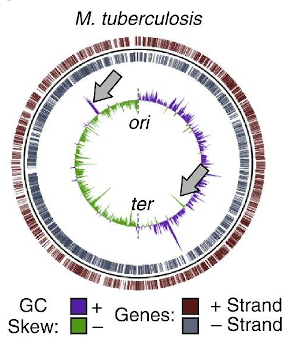 M. tuberculosis
ori
ter
GC Skew: + − Genes: + Strand − Strand